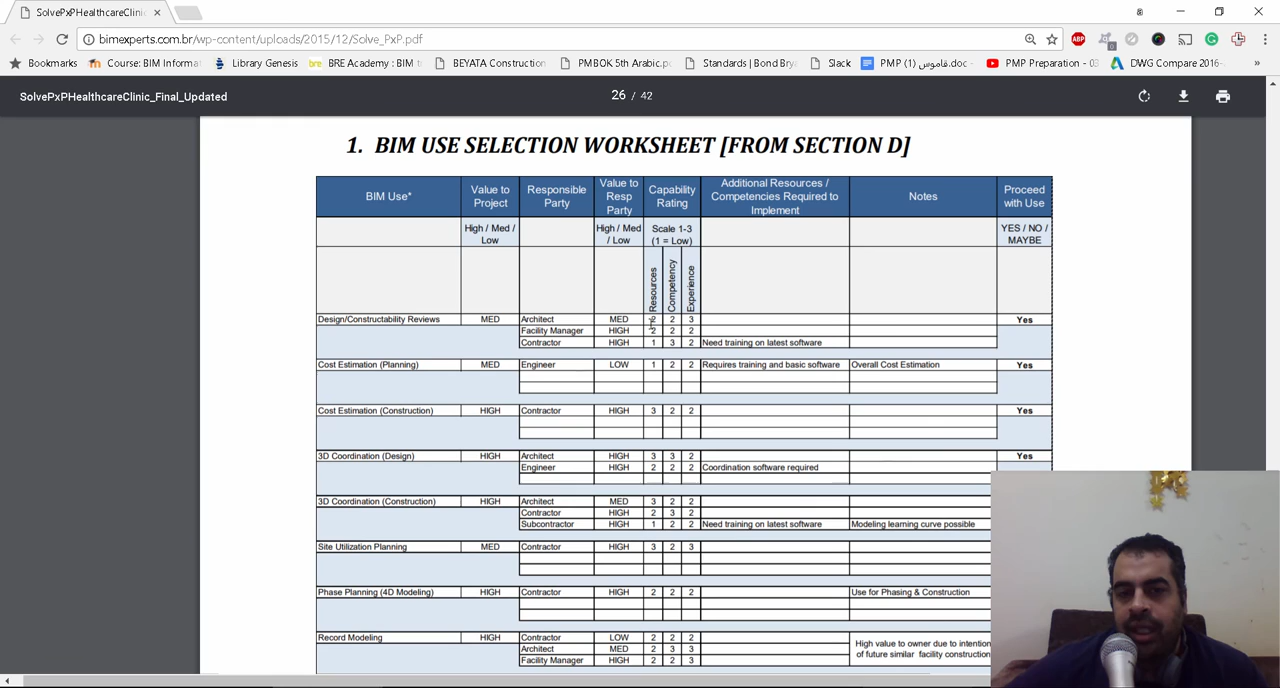 SolvePxPHealthcareClinic
bimexperts.com.br/wp-content/uploads/2015/12/Solve_PxP.pdf
Bookmarks Course: BIM Informat Library Genesis BRE Academy : BIM BEYATA Construction PMBOK 5th Arabic.pd Standards | Bond Bry Slack PMP (قاموس).doc PMP Preparation - 03 DWG Compare 2016-
SolvePxPHealthcareClinic_Final_Updated 26 / 42
1. BIM USE SELECTION WORKSHEET [FROM SECTION D]
BIM Use* Value to Project Responsible Party Value to Resp Party Capability Rating Additional Resources / Competencies Required to Implement Notes Proceed with Use
High / Med / Low High / Med / Low Scale 1-3 (1 = Low) YES / NO / MAYBE
Resources Competency Experience
Design/Constructability Reviews MED Architect MED 2 2 3 Yes
Facility Manager HIGH 2 2 2
Contractor HIGH 1 3 2 Need training on latest software
Cost Estimation (Planning) MED Engineer LOW 1 2 2 Requires training and basic software Overall Cost Estimation Yes
Cost Estimation (Construction) HIGH Contractor HIGH 3 2 2 Yes
3D Coordination (Design) HIGH Architect HIGH 3 3 2 Yes
Engineer HIGH 2 2 2 Coordination software required
3D Coordination (Construction) HIGH Architect MED 3 2 2
Contractor HIGH 2 3 2
Subcontractor HIGH 1 2 2 Need training on latest software Modeling learning curve possible
Site Utilization Planning MED Contractor HIGH 3 2 3
Phase Planning (4D Modeling) HIGH Contractor HIGH 2 2 2 Use for Phasing & Construction
Record Modeling HIGH Contractor LOW 2 2 2 High value to owner due to intention
Architect MED 2 3 3 of future similar facility construction
Facility Manager HIGH 2 2 3